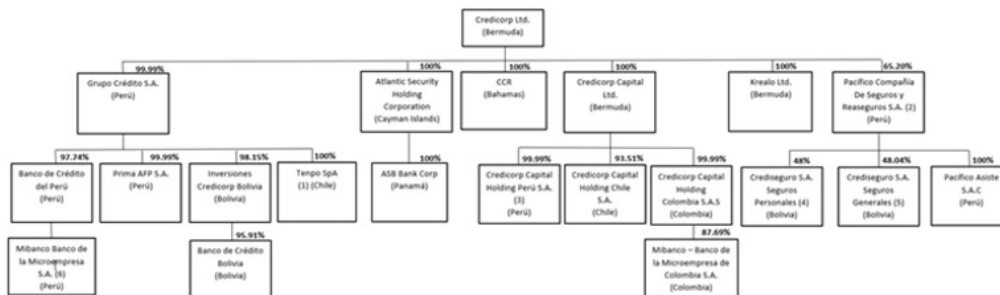 Credicorp Ltd.
(Bermuda)
99.99%
100%
100%
100%
100%
65.20%
Grupo Crédito S.A.
(Perú)
Atlantic Security
Holding
Corporation
(Cayman Islands)
CCR
(Bahamas)
Credicorp Capital
Ltd.
(Bermuda)
Krealo Ltd.
(Bermuda)
Pacífico Compañía
De Seguros y
Reaseguros S.A. (2)
(Perú)
97.74%
99.99%
98.15%
100%
100%
99.99%
93.51%
99.99%
48%
48.04%
100%
Banco de Crédito
del Perú
(Perú)
Prima AFP S.A.
(Perú)
Inversiones
Credicorp Bolivia
(Bolivia)
Tenpo SpA
(1) (Chile)
ASB Bank Corp
(Panamá)
Credicorp Capital
Holding Perú S.A.
(3)
(Perú)
Credicorp Capital
Holding Chile
S.A.
(Chile)
Credicorp Capital
Holding
Colombia S.A.S
(Colombia)
Crediseguro S.A.
Seguros
Personales (4)
(Bolivia)
Crediseguro S.A.
Seguros
Generales (5)
(Bolivia)
Pacífico Asiste
S.A.C
(Perú)
95.91%
87.69%
Mibanco Banco de
la Microempresa
S.A. (6)
(Perú)
Banco de Crédito
Bolivia
(Bolivia)
Mibanco – Banco de
la Microempresa de
Colombia S.A.
(Colombia)